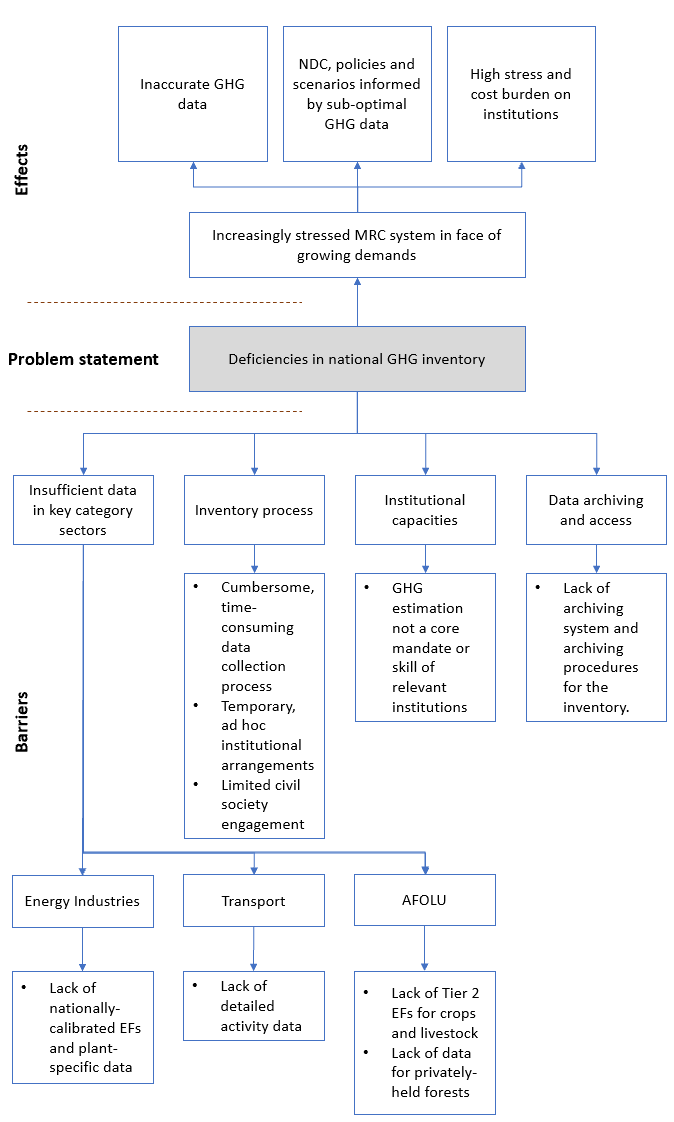 Inaccurate GHG
data
NDC, policies and
scenarios informed
by sub-optimal
GHG data
High stress and
cost burden on
institutions
Effects
Increasingly stressed MRC system in face of
growing demands
Problem statement
Deficiencies in national GHG inventory
Insufficient data
in key category
sectors
Inventory process
Institutional
capacities
Data archiving
and access
• Cumbersome,
time-
consuming
data
collection
process
• Temporary,
ad hoc
institutional
arrangements
• Limited civil
society
engagement
• GHG
estimation
not a core
mandate or
skill of
relevant
institutions
• Lack of
archiving
system and
archiving
procedures
for the
inventory.
Barriers
Energy Industries
Transport
AFOLU
• Lack of
nationally-
calibrated EFs
and plant-
specific data
• Lack of
detailed
activity data
• Lack of Tier 2
EFs for crops
and livestock
• Lack of data
for privately-
held forests